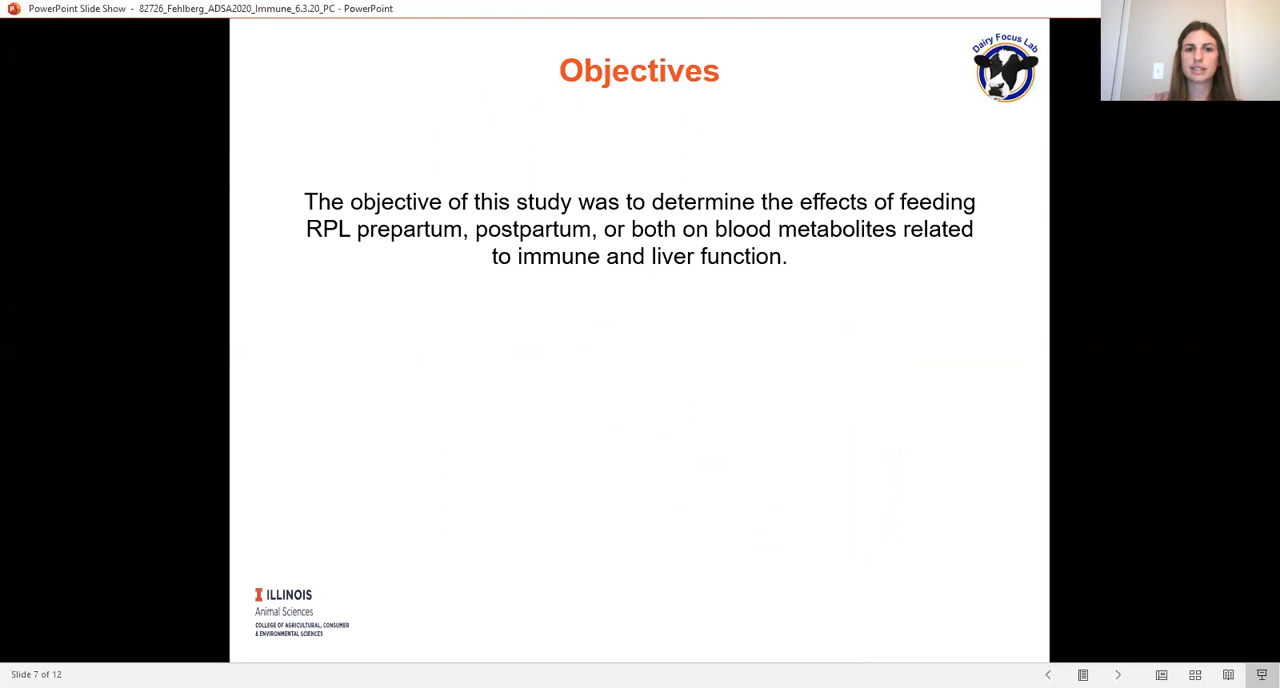 PowerPoint Slide Show - 82726_Fehlberg_ADSA2020_Immune_6.3.20_PC - PowerPoint
Dairy Focus Lab
Objectives
The objective of this study was to determine the effects of feeding
RPL prepartum, postpartum, or both on blood metabolites related
to immune and liver function.
I ILLINOIS
Animal Sciences
COLLEGE OF AGRICULTURAL, CONSUMER
& ENVIRONMENTAL SCIENCES
Slide 7 of 12